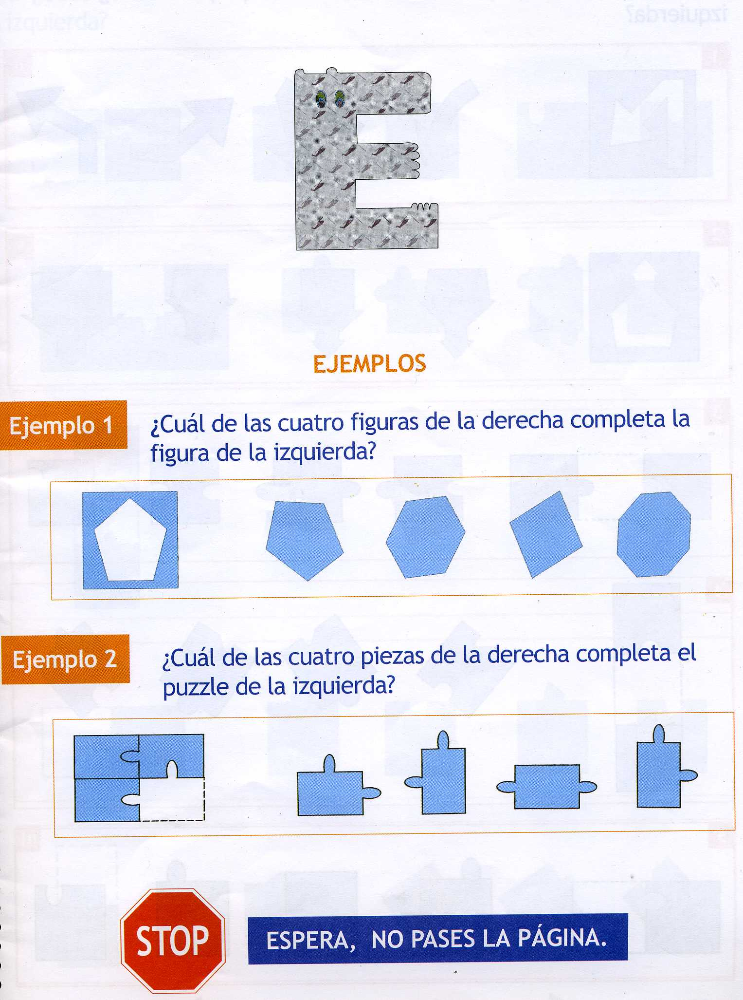 izquierda?
izquierda?
E
EJEMPLOS
Ejemplo 1
¿Cuál de las cuatro figuras de la derecha completa la
figura de la izquierda?
Ejemplo 2
¿Cuál de las cuatro piezas de la derecha completa el
puzzle de la izquierda?
STOP
ESPERA, NO PASES LA PÁGINA.